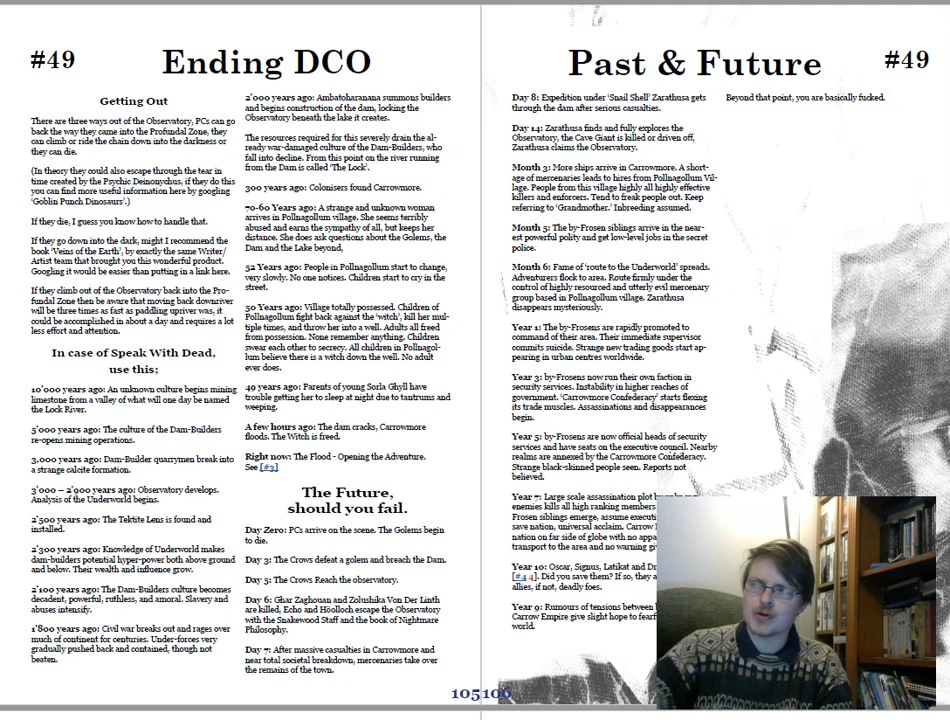 #49
Ending DCO
Getting Out
There are three ways out of the Observatory, PCs can go
back the way they came into the Profundal Zone, they
can climb or ride the chain down into the darkness or
they can die.
(In theory they could also escape through the tear in
time created by the Psychic Deinonychus, if they do this
you can find more useful information here by googling
'Goblin Punch Dinosaurs'.)
If they die, I guess you know how to handle that.
If they go down into the dark, might I recommend the
book 'Veins of the Earth', by exactly the same Writer/
Artist team that brought you this wonderful product.
Googling it would be easier than putting in a link here.
If they climb out of the Observatory back into the Pro-
fundal Zone then be aware that moving back downriver
will be three times as fast as paddling upriver was, it
could be accomplished in about a day and requires a lot
less effort and attention.
In case of Speak With Dead,
use this;
10'000 years ago: An unknown culture begins mining
limestone from a valley of what will one day be named
the Lock River.
5'000 years ago: The culture of the Dam-Builders
re-opens mining operations.
3,000 years ago: Dam-Builder quarrymen break into
a strange calcite formation.
3'000 – 2'900 years ago: Observatory develops.
Analysis of the Underworld begins.
2'500 years ago: The Tektite Lens is found and
installed.
2'300 years ago: Knowledge of Underworld makes
dam-builders potential hyper-power both above ground
and below. Their wealth and influence grow.
2'100 years ago: The Dam-Builders culture becomes
decadent, powerful, ruthless, and amoral. Slavery and
abuses intensify.
1'800 years ago: Civil war breaks out and rages over
much of continent for centuries. Under-forces very
gradually pushed back and contained, though not
beaten.
2'000 years ago: Ambatoharanana summons builders
and begins construction of the dam, locking the
Observatory beneath the lake it creates.
The resources required for this severely drain the al-
ready war-damaged culture of the Dam-Builders, who
fall into decline. From this point on the river running
from the Dam is called 'The Lock'.
300 years ago: Colonisers found Carrowmore.
70-60 Years ago: A strange and unknown woman
arrives in Pollnagollum village. She seems terribly
abused and earns the sympathy of all, but keeps her
distance. She does ask questions about the Golems, the
Dam and the Lake beyond,
52 Years ago: People in Pollnagollum start to change,
very slowly. No one notices. Children start to cry in the
street.
50 Years ago: Village totally possessed. Children of
Pollnagollum fight back against the 'witch', kill her mul-
tiple times, and throw her into a well. Adults all freed
from possession. None remember anything. Children
swear each other to secrecy. All children in Pollnagol-
lum believe there is a witch down the well. No adult
ever does.
49 years ago: Parents of young Sorla Ghyll have
trouble getting her to sleep at night due to tantrums and
weeping.
A few hours ago: The dam cracks, Carrowmore
floods. The Witch is freed.
Right now: The Flood - Opening the Adventure.
See [#3]
The Future,
should you fail.
Day Zero: PCs arrive on the scene. The Golems begin
to die.
Day 3: The Crows defeat a golem and breach the Dam.
Day 5: The Crows Reach the observatory.
Day 6: Ghar Zaghouan and Zolushika Von Der Linth
are killed, Echo and Höolloch escape the Observatory
with the Snakewood Staff and the book of Nightmare
Philosophy.
Day 7: After massive casualties in Carrowmore and
near total societal breakdown, mercenaries take over
the remains of the town.
105
106
Past & Future
#49
Day 8: Expedition under 'Snail Shell' Zarathusa gets
through the dam after serious casualties.
Day 14: Zarathusa finds and fully explores the
Observatory, the Cave Giant is killed or driven off,
Zarathusa claims the Observatory.
Month 3: More ships arrive in Carrowmore. A short-
age of mercenaries leads to hires from Pollnagollum Vil-
lage. People from this village highly all highly effective
killers and enforcers. Tend to freak people out. Keep
referring to 'Grandmother.' Inbreeding assumed.
Month 5: The by-Frosen siblings arrive in the near-
est powerful polity and get low-level jobs in the secret
police.
Month 6: Fame of 'route to the Underworld' spreads.
Adventurers flock to area. Route firmly under the
control of highly resourced and utterly evil mercenary
group based in Pollnagollum village. Zarathusa
disappears mysteriously.
Year 1: The by-Frosens are rapidly promoted to
command of their area. Their immediate supervisor
commits suicide. Strange new trading goods start ap-
pearing in urban centres worldwide.
Year 3: by-Frosens now run their own faction in
security services. Instability in higher reaches of
government. 'Carrowmore Confederacy' starts flexing
its trade muscles. Assassinations and disappearances
begin.
Year 5: by-Frosens are now official heads of security
services and have seats on the executive council. Nearby
realms are annexed by the Carrowmore Confederacy.
Strange black-skinned people seen. Reports not
believed.
Year 7: Large scale assassination plot
enemies kills all high ranking members
Frosen siblings emerge, assume
save nation, universal acclaim. Carrow
nation on far side of globe with no
transport to the area and no warning
Year 10: Oscar, Signus, Latikat and
[#4 4]. Did you save them? If so, they
allies, if not, deadly foes.
Year 9: Rumours of tensions between
Carrow Empire give slight hope to
world.
Beyond that point, you are basically fucked.